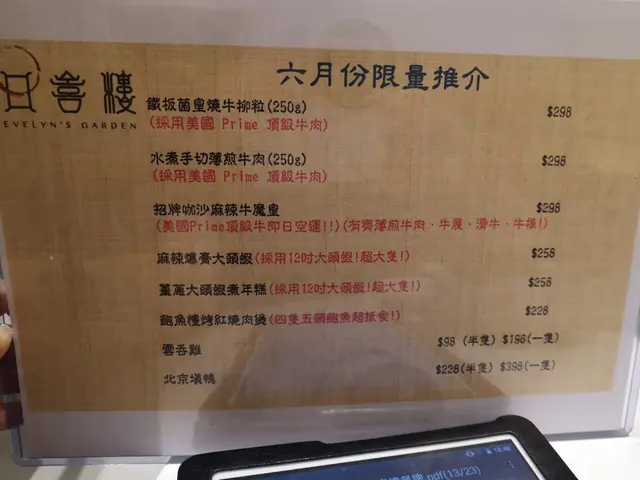 日喜樓
EVELYN'S GARDEN
六月份限量推介
鐵扳菌皇燒牛柳粒(250g) $298
(採用美國 Prime 頂級牛肉)
水煮手切薄煎牛肉(250g) $298
(採用美國 Prime 頂級牛肉)
招牌咖沙麻辣牛魔皇 $298
(美國Prime頂級牛即日空運!!)(有齊薄煎牛肉、牛展、滑牛、牛根!)
麻辣爆膏大頭蝦(採用12吋大頭蝦!超大隻!) $258
薑蔥大頭蝦煮年糕(採用12吋大頭蝦!超大隻!) $258
鮑魚樓烤紅燒肉煲(四隻五頭鮑魚超抵食!) $228
雲吞雞 $98 (半隻) $196(一隻)
北京塡鴨 $228(半隻) $398(一隻)
.pdf(13/23)